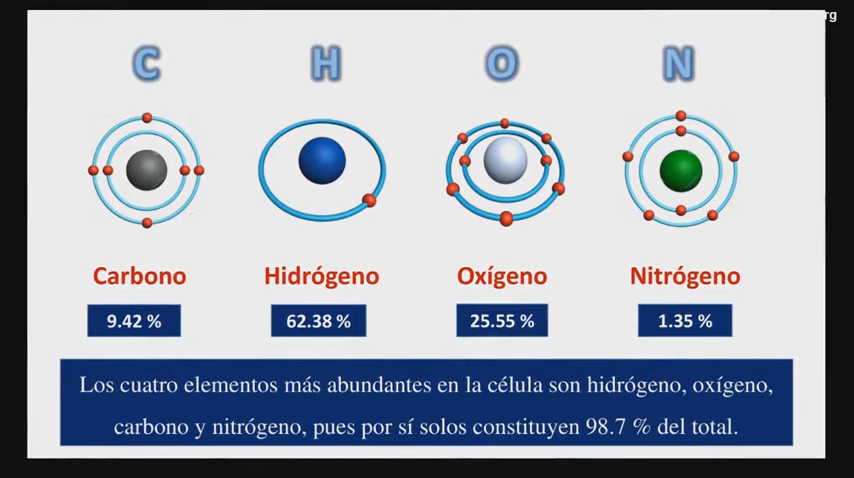 rg
C H O N
Carbono Hidrógeno Oxígeno Nitrógeno
9.42 % 62.38 % 25.55 % 1.35 %
Los cuatro elementos más abundantes en la célula son hidrógeno, oxígeno,
carbono y nitrógeno, pues por sí solos constituyen 98.7 % del total.